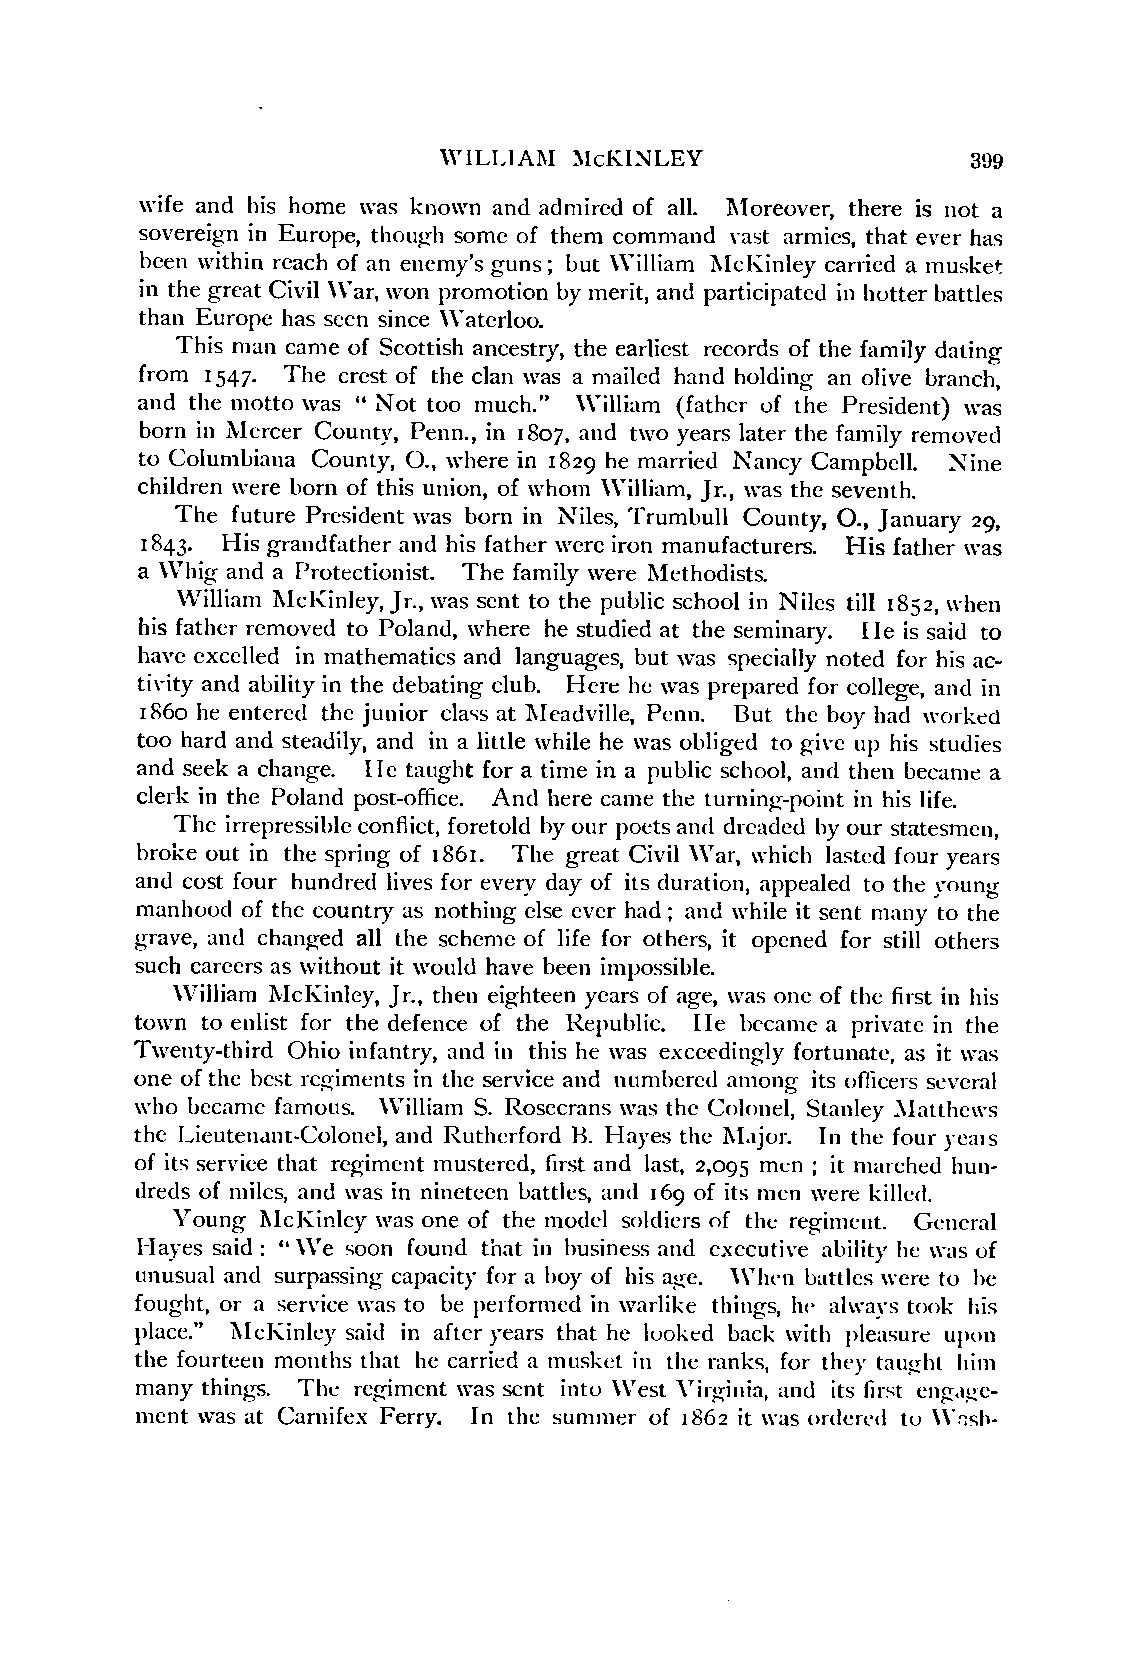 WILLIAM McKINLEY 399
wife and his home was known and admired of all. Moreover, there is not a
sovereign in Europe, though some of them command vast armies, that ever has
been within reach of an enemy's guns; but William McKinley carried a musket
in the great Civil War, won promotion by merit, and participated in hotter battles
than Europe has seen since Waterloo.
This man came of Scottish ancestry, the earliest records of the family dating
from 1547. The crest of the clan was a mailed hand holding an olive branch,
and the motto was "Not too much." William (father of the President) was
born in Mercer County, Penn., in 1807, and two years later the family removed
to Columbiana County, O., where in 1829 he married Nancy Campbell. Nine
children were born of this union, of whom William, Jr., was the seventh.
The future President was born in Niles, Trumbull County, O., January 29,
1843. His grandfather and his father were iron manufacturers. His father was
a Whig and a Protectionist. The family were Methodists.
William McKinley, Jr., was sent to the public school in Niles till 1852, when
his father removed to Poland, where he studied at the seminary. He is said to
have excelled in mathematics and languages, but was specially noted for his ac-
tivity and ability in the debating club. Here he was prepared for college, and in
1860 he entered the junior class at Meadville, Penn. But the boy had worked
too hard and steadily, and in a little while he was obliged to give up his studies
and seek a change. He taught for a time in a public school, and then became a
clerk in the Poland post-office. And here came the turning-point in his life.
The irrepressible conflict, foretold by our poets and dreaded by our statesmen,
broke out in the spring of 1861. The great Civil War, which lasted four years
and cost four hundred lives for every day of its duration, appealed to the young
manhood of the country as nothing else ever had; and while it sent many to the
grave, and changed all the scheme of life for others, it opened for still others
such careers as without it would have been impossible.
William McKinley, Jr., then eighteen years of age, was one of the first in his
town to enlist for the defence of the Republic. He became a private in the
Twenty-third Ohio infantry, and in this he was exceedingly fortunate, as it was
one of the best regiments in the service and numbered among its officers several
who became famous. William S. Rosecrans was the Colonel, Stanley Matthews
the Lieutenant-Colonel, and Rutherford B. Hayes the Major. In the four years
of its service that regiment mustered, first and last, 2,095 men ; it marched hun-
dreds of miles, and was in nineteen battles, and 169 of its men were killed.
Young McKinley was one of the model soldiers of the regiment. General
Hayes said : "We soon found that in business and executive ability he was of
unusual and surpassing capacity for a boy of his age. When battles were to be
fought, or a service was to be performed in warlike things, he always took his
place." McKinley said in after years that he looked back with pleasure upon
the fourteen months that he carried a musket in the ranks, for they taught him
many things. The regiment was sent into West Virginia, and its first engage-
ment was at Carnifex Ferry. In the summer of 1862 it was ordered to Wash-